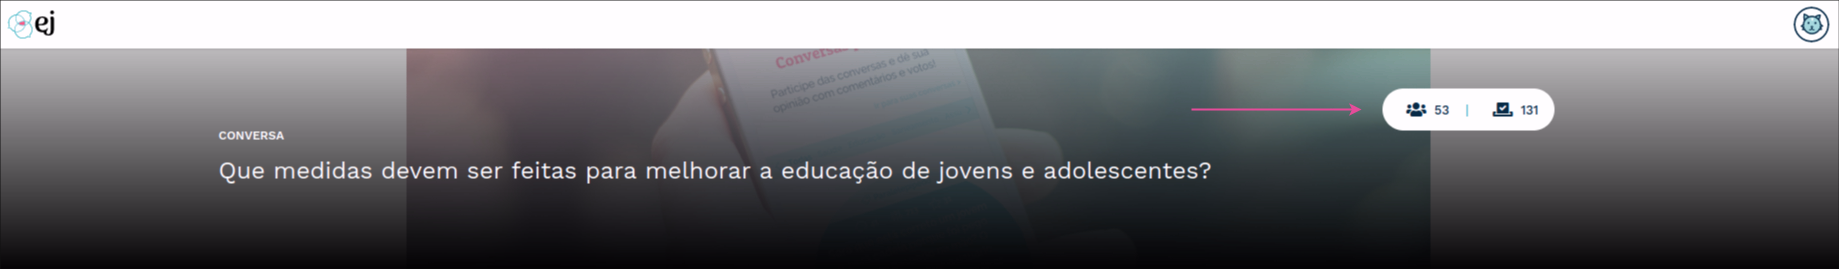 ej
Conversa
Participe das conversas e dê sua
opinião com comentários e votos!
53 | 131
CONVERSA
Que medidas devem ser feitas para melhorar a educação de jovens e adolescentes?